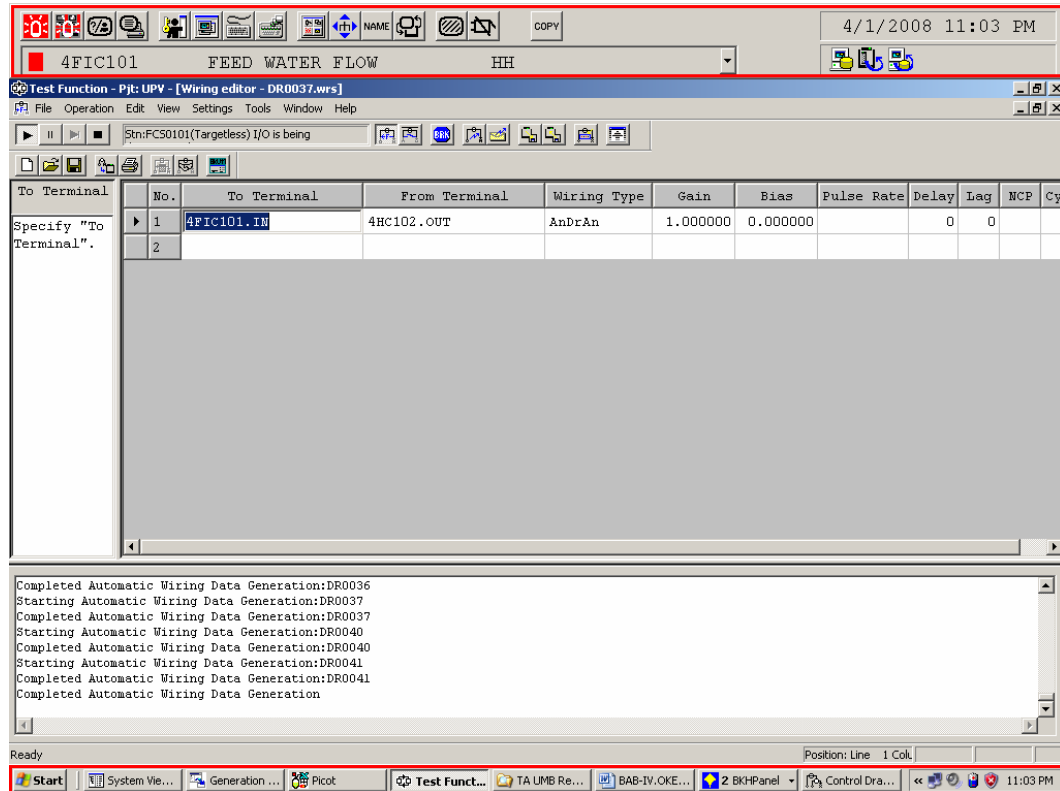 NAME
COPY
4/1/2008 11:03 PM
4FIC101 FEED WATER FLOW HH
Test Function - Pjt: UPV - [Wiring editor - DR0037.wrs]
File Operation Edit View Settings Tools Window Help
Stn:FCS0101(Targetless) I/O is being
BRK
To Terminal No. To Terminal From Terminal Wiring Type Gain Bias Pulse Rate Delay Lag NCP Cy
Specify "To 1 4FIC101.IN 4HC102.OUT AnDrAn 1.000000 0.000000 0 0
Terminal". 2
Completed Automatic Wiring Data Generation:DR0036
Starting Automatic Wiring Data Generation:DR0037
Completed Automatic Wiring Data Generation:DR0037
Starting Automatic Wiring Data Generation:DR0040
Completed Automatic Wiring Data Generation:DR0040
Starting Automatic Wiring Data Generation:DR0041
Completed Automatic Wiring Data Generation:DR0041
Completed Automatic Wiring Data Generation
Ready Position: Line 1 Colu
Start System Vie... Generation ... Picot Test Funct... TA UMB Re... BAB-IV.OKE... 2 BKHPanel Control Dra... 11:03 PM